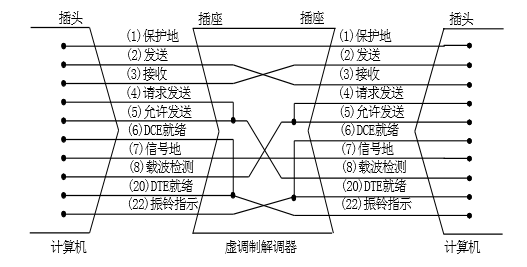 插头 插座 插座 插头
(1)保护地 (1)保护地
(2)发送 (2)发送
(3)接收 (3)接收
(4)请求发送 (4)请求发送
(5)允许发送 (5)允许发送
(6)DCE就绪 (6)DCE就绪
(7)信号地 (7)信号地
(8)载波检测 (8)载波检测
(20)DTE就绪 (20)DTE就绪
(22)振铃指示 (22)振铃指示
计算机 虚调制解调器 计算机